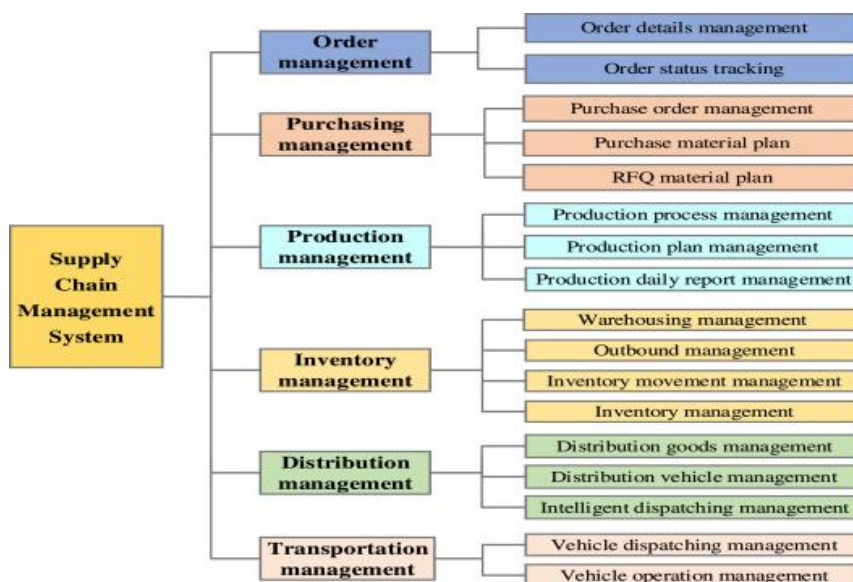 Supply
Chain
Management
System
Order
management
Order details management
Order status tracking
Purchasing
management
Purchase order management
Purchase material plan
RFQ material plan
Production
management
Production process management
Production plan management
Production daily report management
Inventory
management
Warehousing management
Outbound management
Inventory movement management
Inventory management
Distribution
management
Distribution goods management
Distribution vehicle management
Intelligent dispatching management
Transportation
management
Vehicle dispatching management
Vehicle operation management